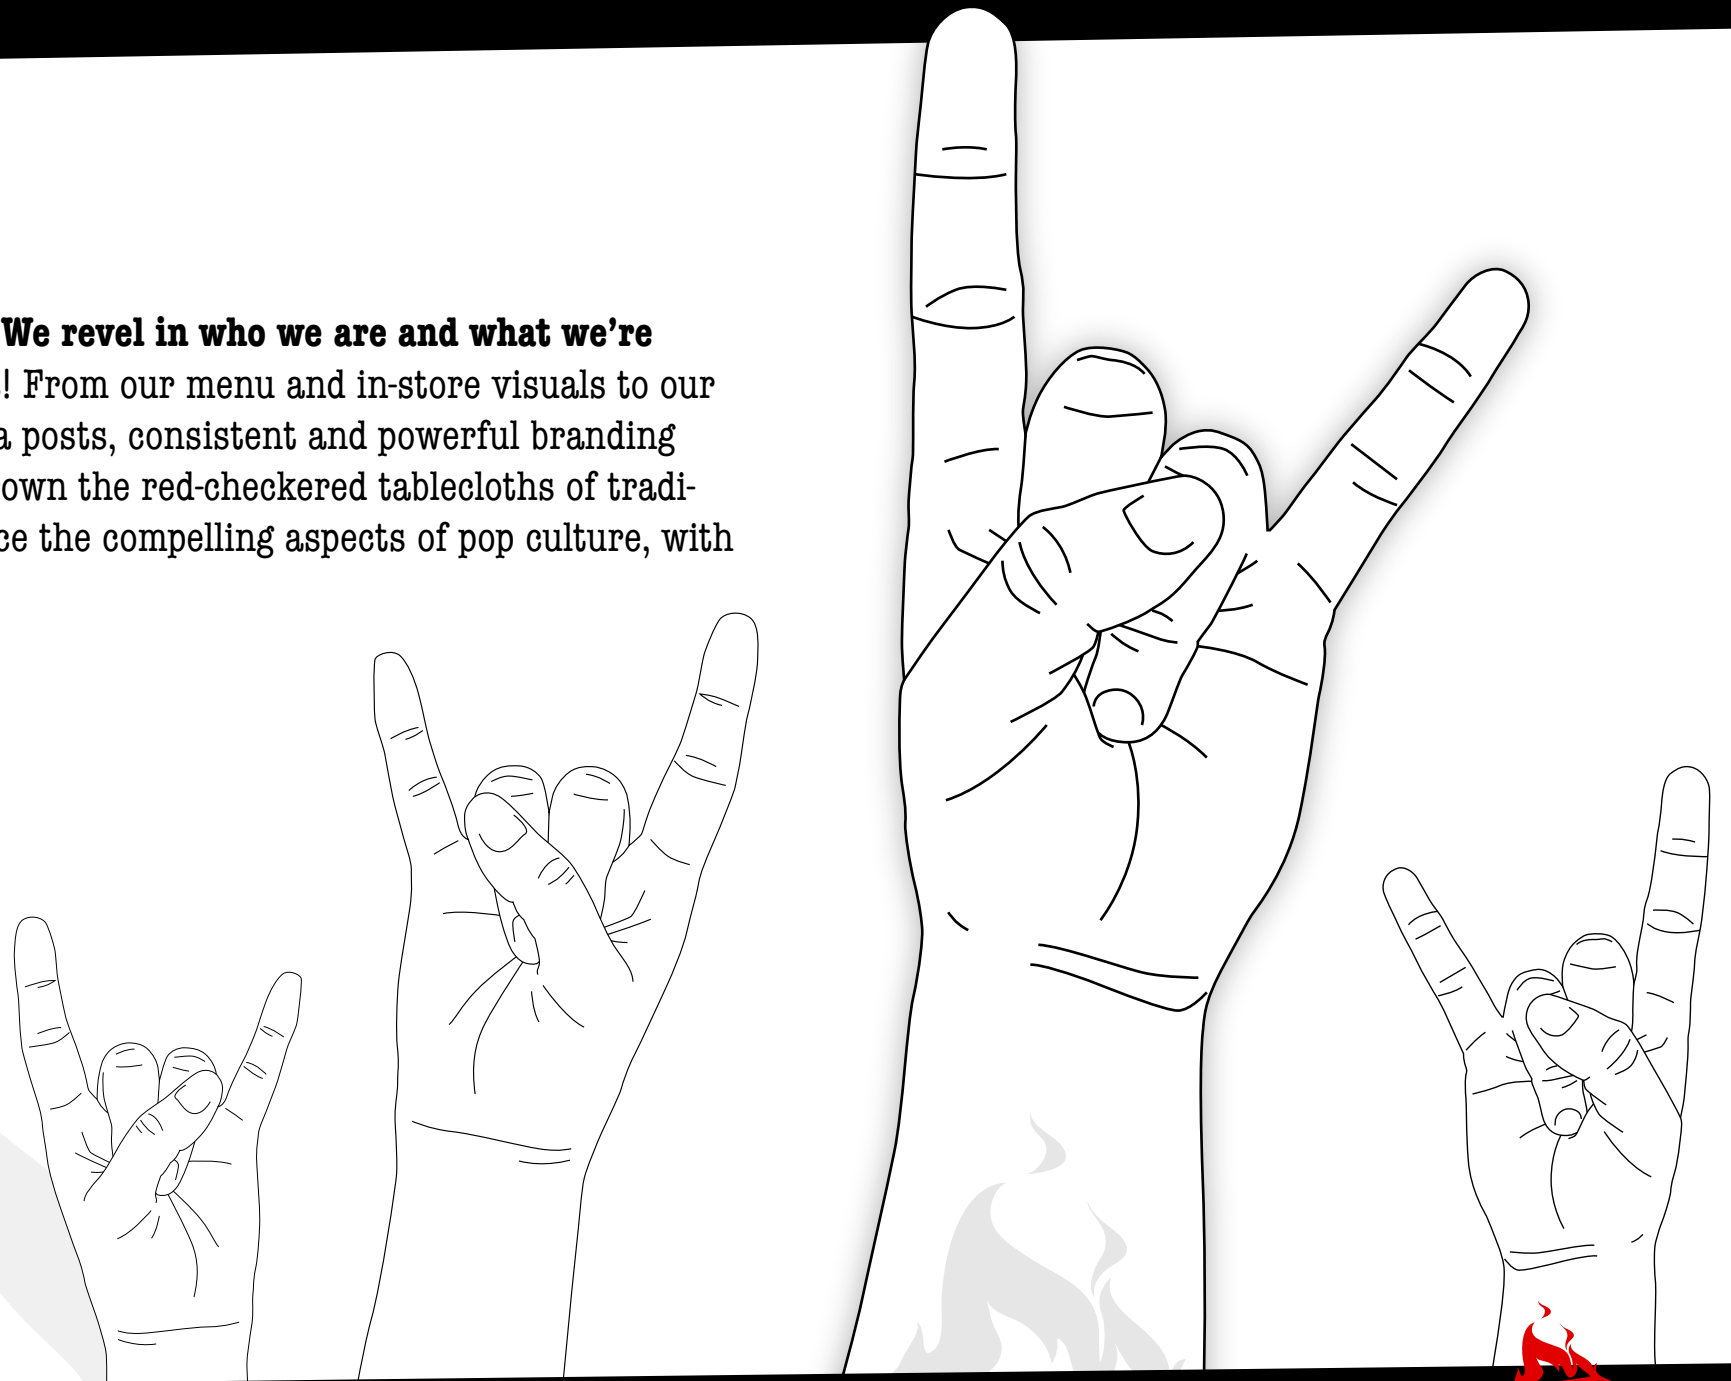 We revel in who we are and what we’re
! From our menu and in-store visuals to our
a posts, consistent and powerful branding
own the red-checkered tablecloths of tradi-
ce the compelling aspects of pop culture, with